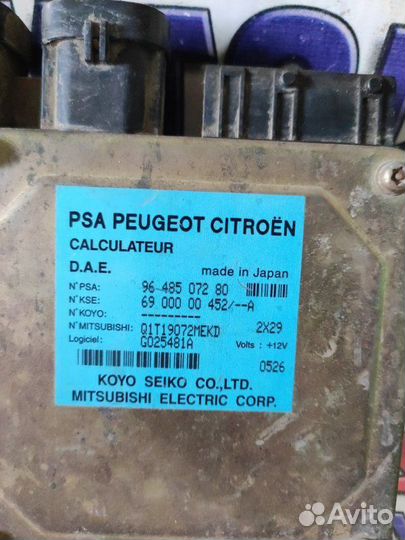 PSA PEUGEOT CITROËN
CALCULATEUR
D.A.E. made in Japan
N°PSA: 96 485 072 80
N°KSE: 69 000 00 452/--A
N°KOYO: ---------
N°MITSUBISHI: Q1T19072MEKD 2X29
Logiciel: G025481A Volts : +12V
0526
KOYO SEIKO CO.,LTD.
MITSUBISHI ELECTRIC CORP.
Avito